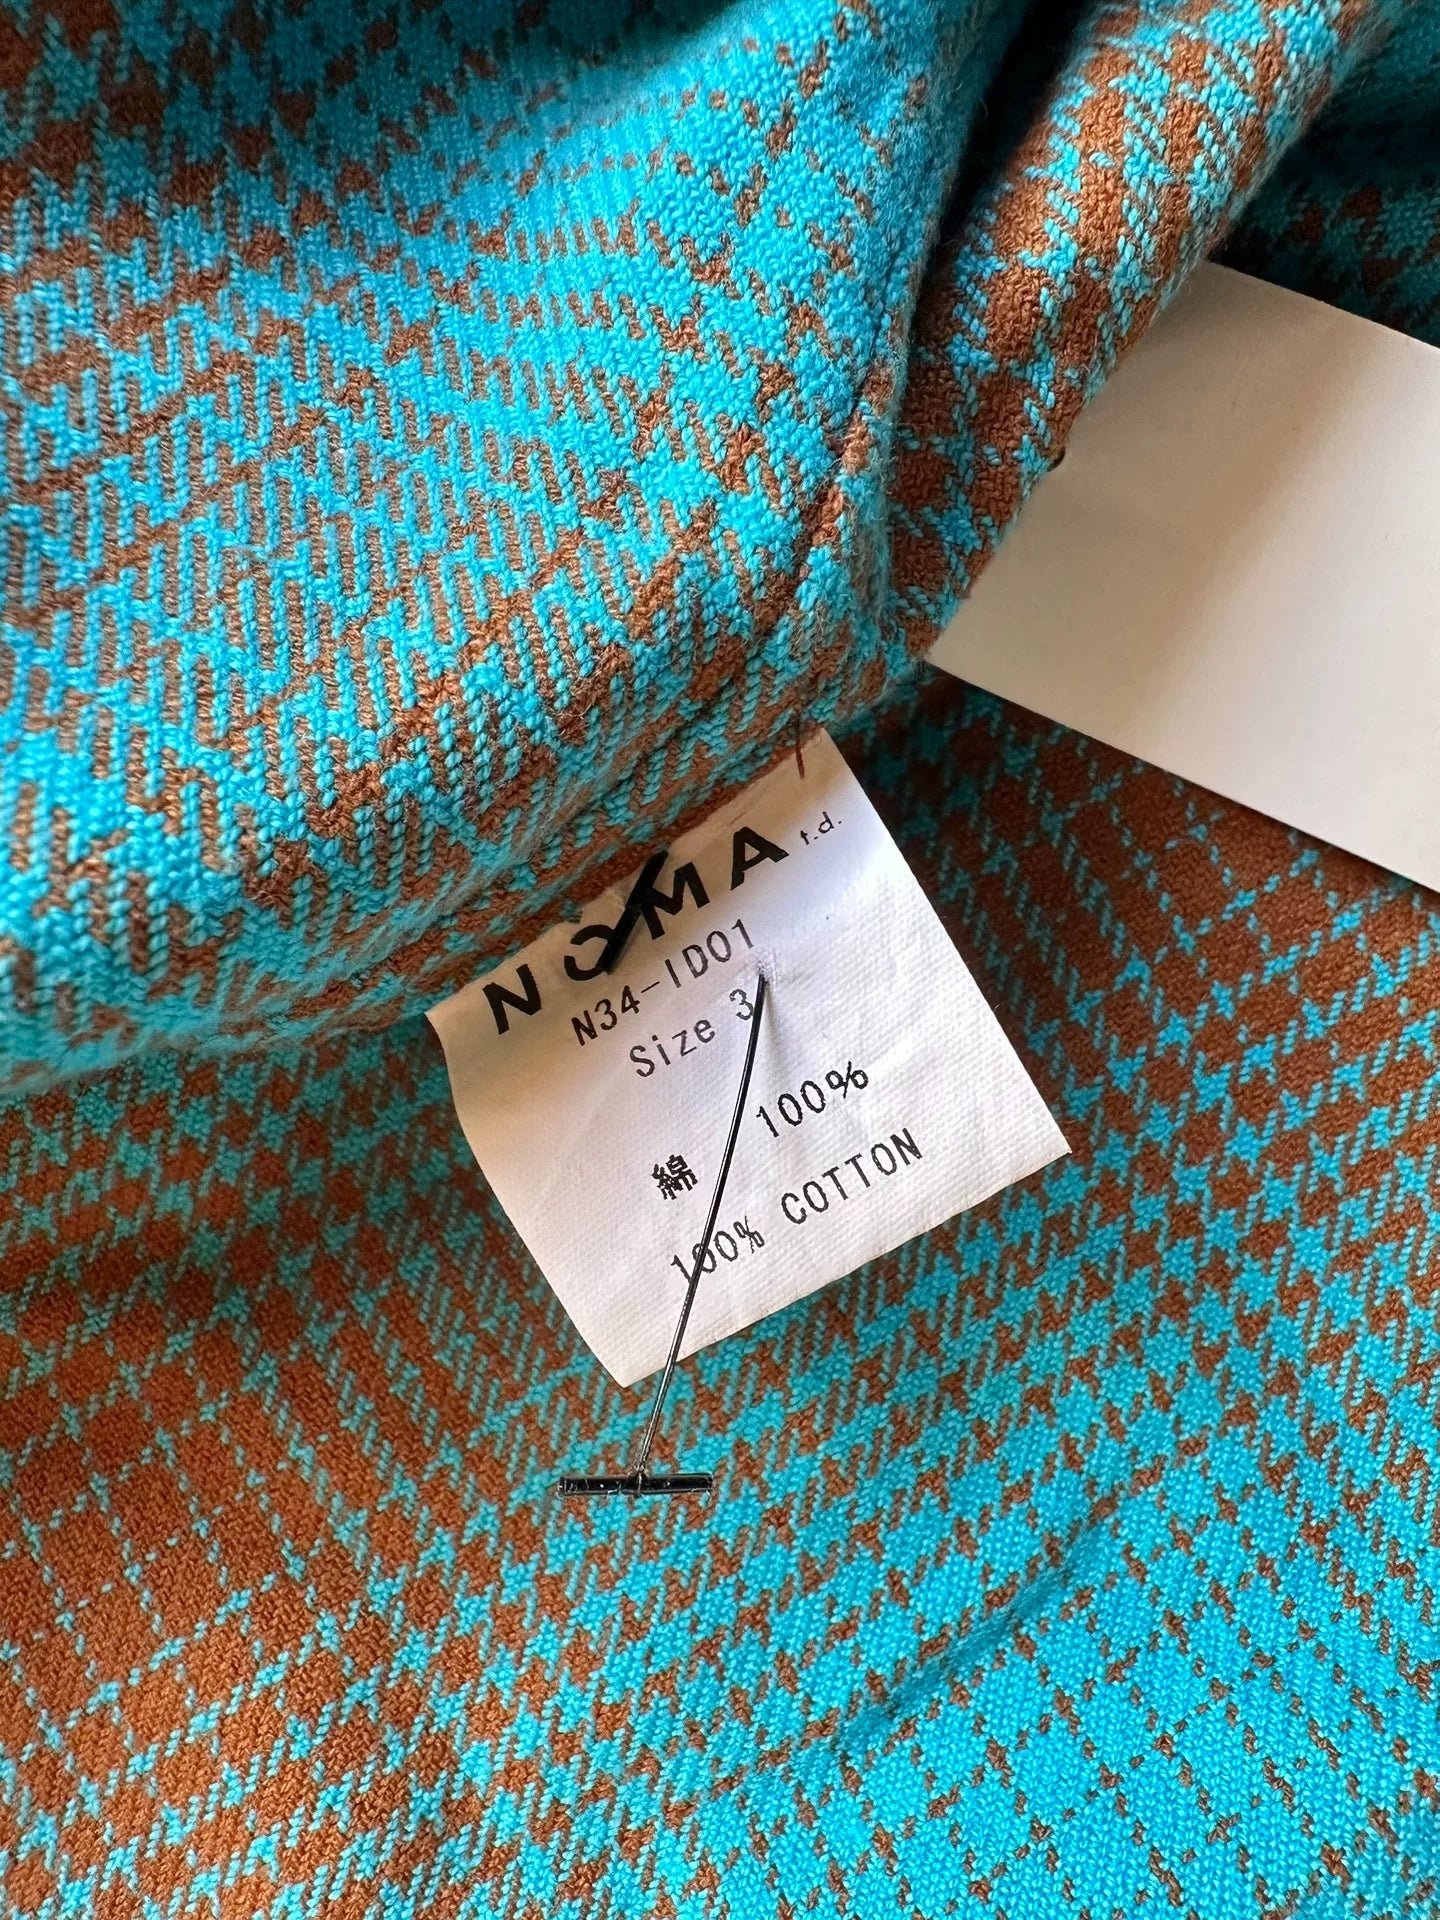 NOMA t.d.
N34-ID01
Size 3
綿 100%
100% COTTON